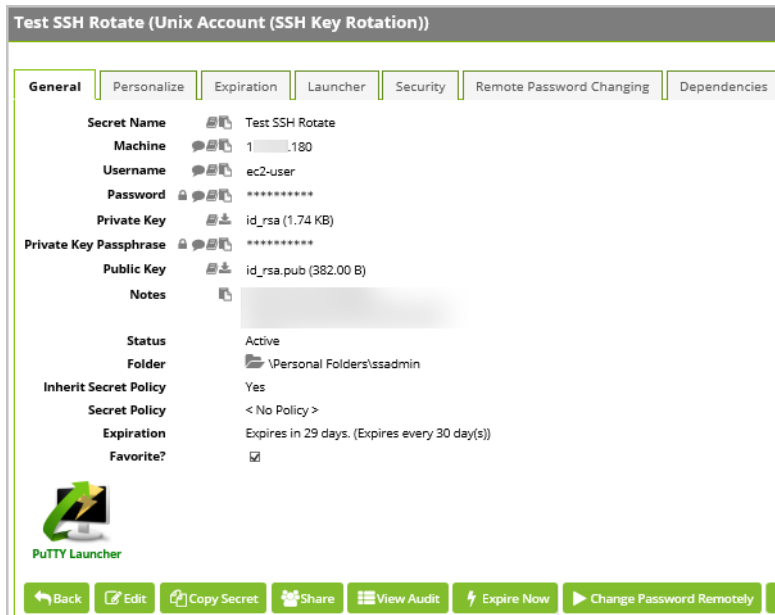 Test SSH Rotate (Unix Account (SSH Key Rotation))
General Personalize Expiration Launcher Security Remote Password Changing Dependencies
Secret Name Test SSH Rotate
Machine 1 .180
Username ec2-user
Password **********
Private Key id_rsa (1.74 KB)
Private Key Passphrase **********
Public Key id_rsa.pub (382.00 B)
Notes
Status Active
Folder \Personal Folders\ssadmin
Inherit Secret Policy Yes
Secret Policy < No Policy >
Expiration Expires in 29 days. (Expires every 30 day(s))
Favorite?
PuTTY Launcher
Back Edit Copy Secret Share View Audit Expire Now Change Password Remotely